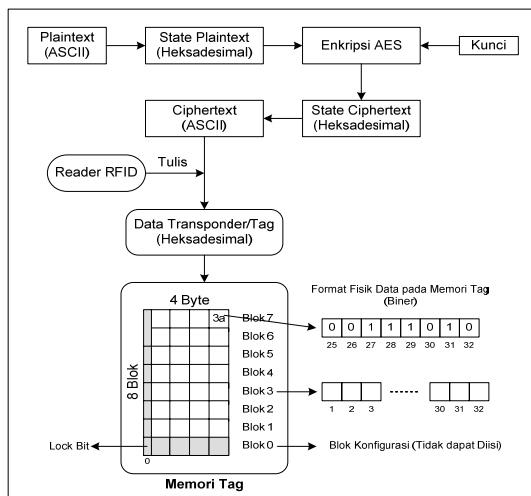 Plaintext
(ASCII)
State Plaintext
(Heksadesimal)
Enkripsi AES
Kunci
Ciphertext
(ASCII)
State Ciphertext
(Heksadesimal)
Reader RFID
Tulis
Data Transponder/Tag
(Heksadesimal)
4 Byte
8 Blok
3a
Blok 7
Blok 6
Blok 5
Blok 4
Blok 3
Blok 2
Blok 1
Blok 0
Lock Bit
0
Memori Tag
Format Fisik Data pada Memori Tag
(Biner)
0 0 1 1 1 0 1 0
25 26 27 28 29 30 31 32
1 2 3 30 31 32
Blok Konfigurasi (Tidak dapat Diisi)